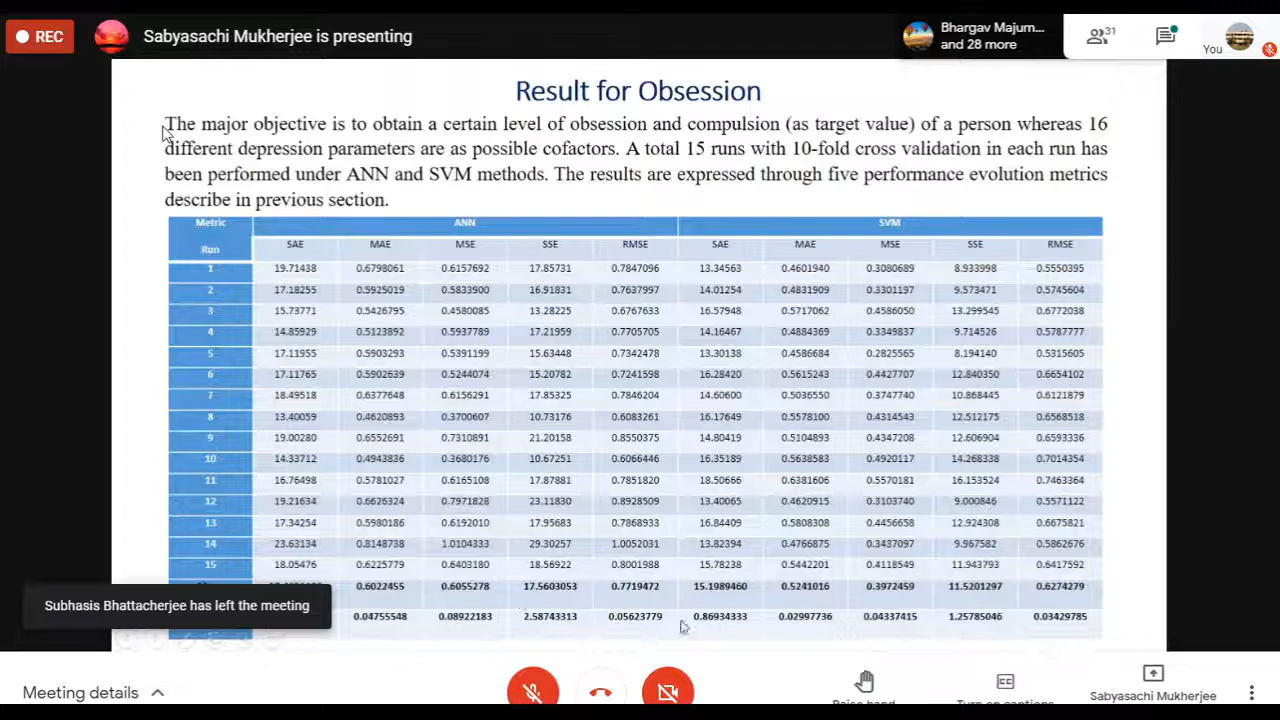 REC
Sabyasachi Mukherjee is presenting
Bhargav Majum...
and 28 more
31
You
Result for Obsession
The major objective is to obtain a certain level of obsession and compulsion (as target value) of a person whereas 16
different depression parameters are as possible cofactors. A total 15 runs with 10-fold cross validation in each run has
been performed under ANN and SVM methods. The results are expressed through five performance evolution metrics
describe in previous section.
Metric ANN SVM
Run SAE MAE MSE SSE RMSE SAE MAE MSE SSE RMSE
1 19.71438 0.6798061 0.6157692 17.85731 0.7847096 13.34563 0.4601940 0.3080689 8.933998 0.5550395
2 17.18255 0.5925019 0.5833900 16.91831 0.7637997 14.01254 0.4831909 0.3301197 9.573471 0.5745604
3 15.73771 0.5426795 0.4580085 13.28225 0.6767633 16.57948 0.5717062 0.4586050 13.299545 0.6772038
4 14.85929 0.5123892 0.5937789 17.21959 0.7705705 14.16467 0.4884369 0.3349837 9.714526 0.5787777
5 17.11955 0.5903293 0.5391199 15.63448 0.7342478 13.30138 0.4586684 0.2825565 8.194140 0.5315605
6 17.11765 0.5902639 0.5244074 15.20782 0.7241598 16.28420 0.5615243 0.4427707 12.840350 0.6654102
7 18.49518 0.6377648 0.6156291 17.85325 0.7846204 14.60600 0.5036550 0.3747740 10.868445 0.6121879
8 13.40059 0.4620893 0.3700607 10.73176 0.6083261 16.17649 0.5578100 0.4314543 12.512175 0.6568518
9 19.00280 0.6552691 0.7310891 21.20158 0.8550375 14.80419 0.5104893 0.4347208 12.606904 0.6593336
10 14.33712 0.4943836 0.3680176 10.67251 0.6066446 16.35189 0.5638583 0.4920117 14.268338 0.7014354
11 16.76498 0.5781027 0.6165108 17.87881 0.7851820 18.50666 0.6381606 0.5570181 16.153524 0.7463364
12 19.21634 0.6626324 0.7971828 23.11830 0.8928509 13.40065 0.4620915 0.3103740 9.000846 0.5571122
13 17.34254 0.5980186 0.6192010 17.95683 0.7868933 16.84409 0.5808308 0.4456658 12.924308 0.6675821
14 23.63134 0.8148738 1.0104333 29.30257 1.0052031 13.82394 0.4766875 0.3437097 9.967582 0.5862676
15 18.05476 0.6225779 0.6403180 18.56922 0.8001988 15.78238 0.5442201 0.4118549 11.943793 0.6417592
0.6022455 0.6055278 17.5603053 0.7719472 15.1989460 0.5241016 0.3972459 11.5201297 0.6274279
0.04755548 0.08922183 2.58743313 0.05623779 0.86934333 0.02997736 0.04337415 1.25785046 0.03429785
Subhasis Bhattacherjee has left the meeting
Meeting details
Raise hand
Turn on captions
Sabyasachi Mukherjee